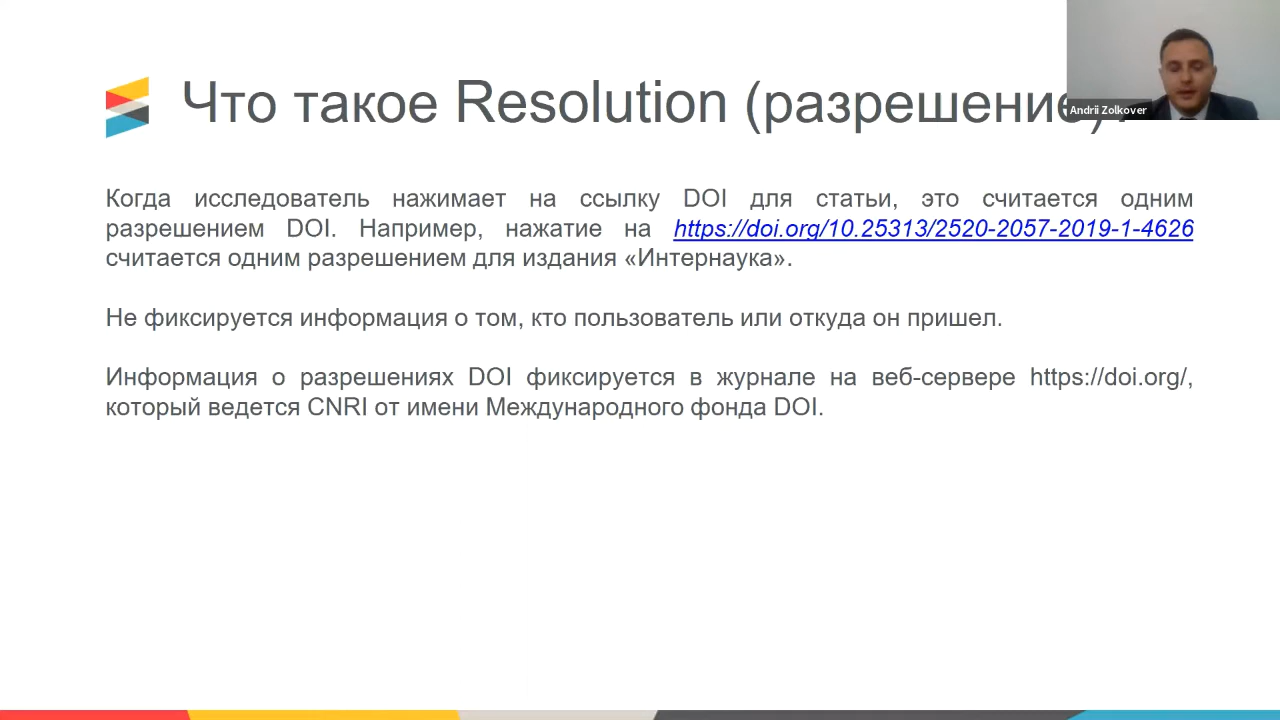 Что такое Resolution (разрешение)
Andrii Zolkover
Когда исследователь нажимает на ссылку DOI для статьи, это считается одним
разрешением DOI. Например, нажатие на https://doi.org/10.25313/2520-2057-2019-1-4626
считается одним разрешением для издания «Интернаука».
Не фиксируется информация о том, кто пользователь или откуда он пришел.
Информация о разрешениях DOI фиксируется в журнале на веб-сервере https://doi.org/,
который ведется CNRI от имени Международного фонда DOI.